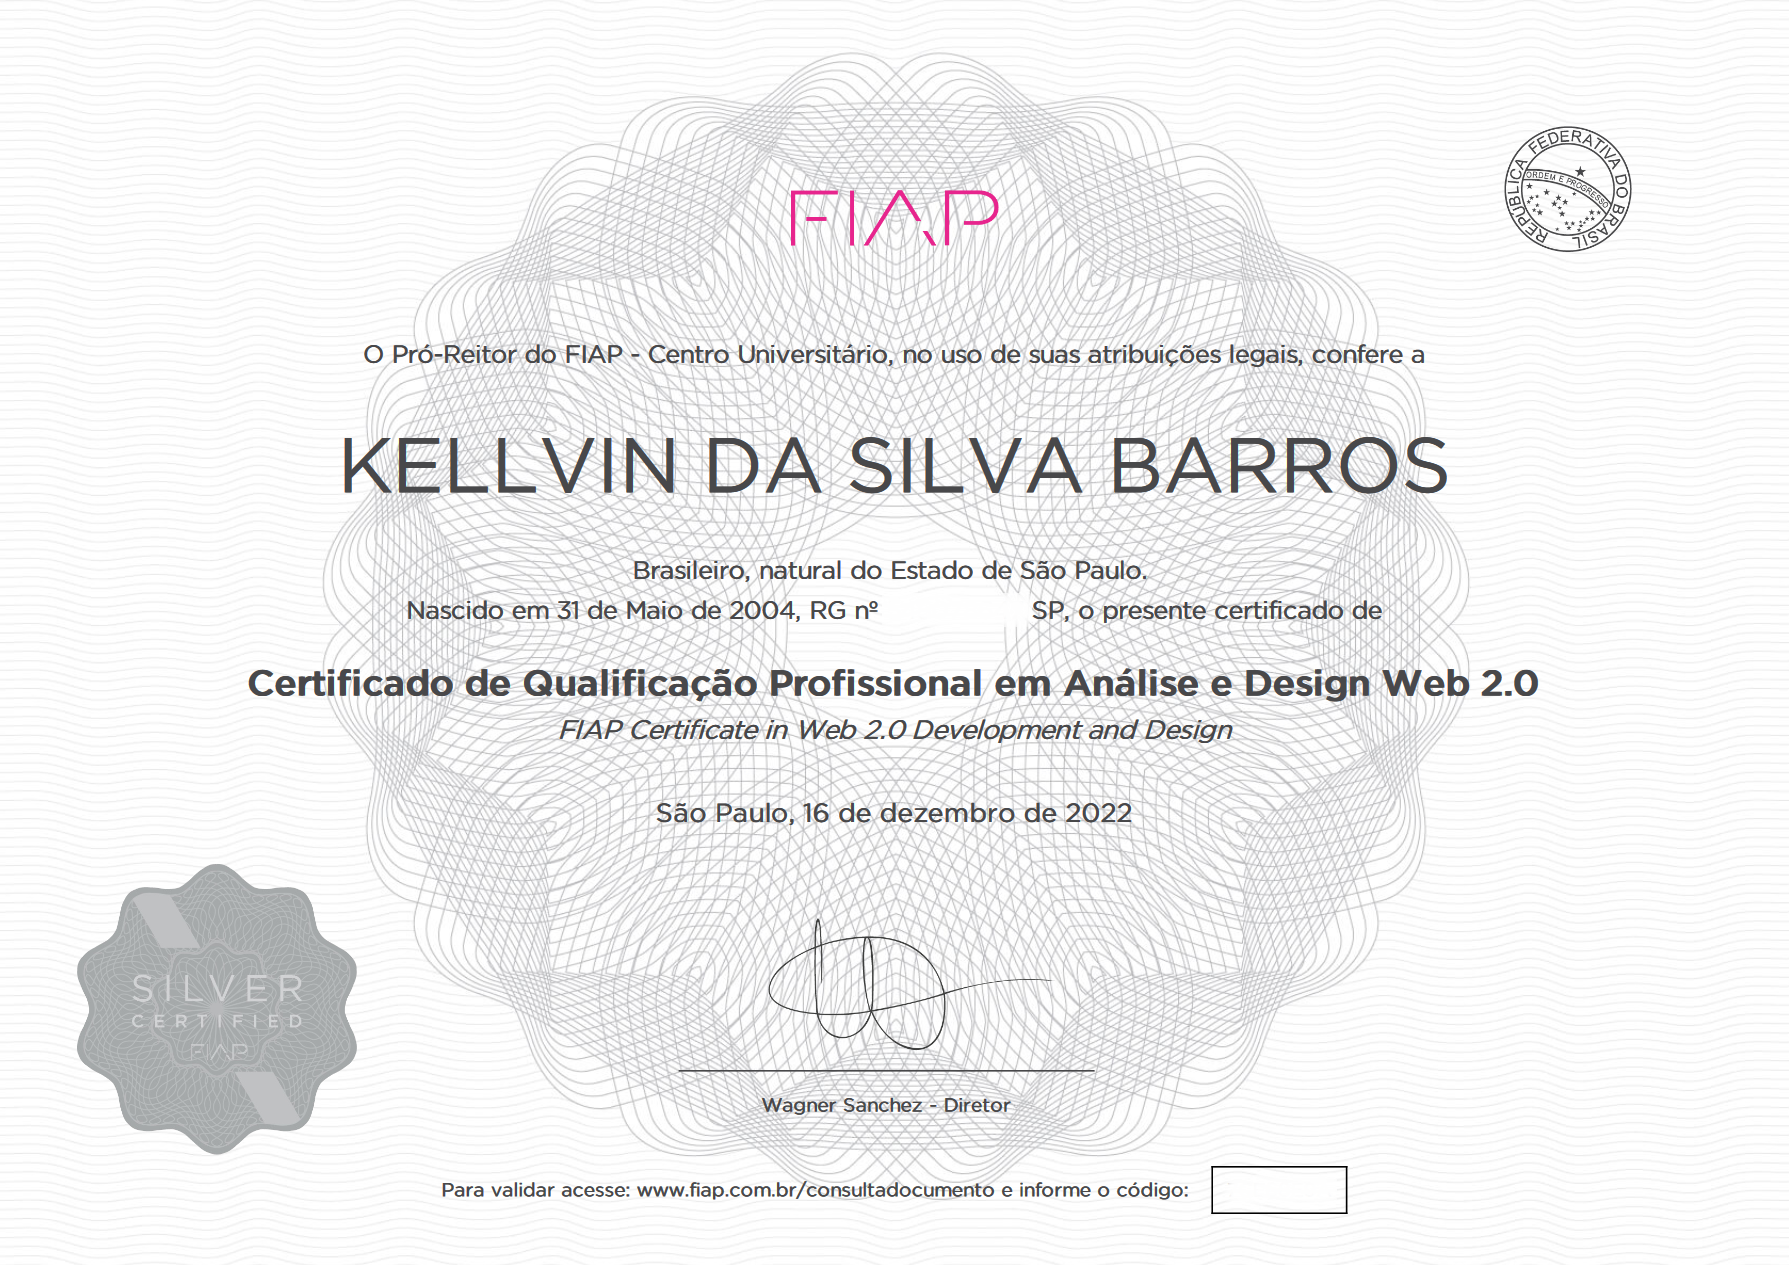 FIAP
REPÚBLICA FEDERATIVA DO BRASIL
ORDEM E PROGRESSO
O Pró-Reitor do FIAP - Centro Universitário, no uso de suas atribuições legais, confere a
KELLVIN DA SILVA BARROS
Brasileiro, natural do Estado de São Paulo.
Nascido em 31 de Maio de 2004, RG nº SP, o presente certificado de
Certificado de Qualificação Profissional em Análise e Design Web 2.0
FIAP Certificate in Web 2.0 Development and Design
São Paulo, 16 de dezembro de 2022
SILVER
CERTIFIED
FIAP
Wagner Sanchez - Diretor
Para validar acesse: www.fiap.com.br/consultadocumento e informe o código: